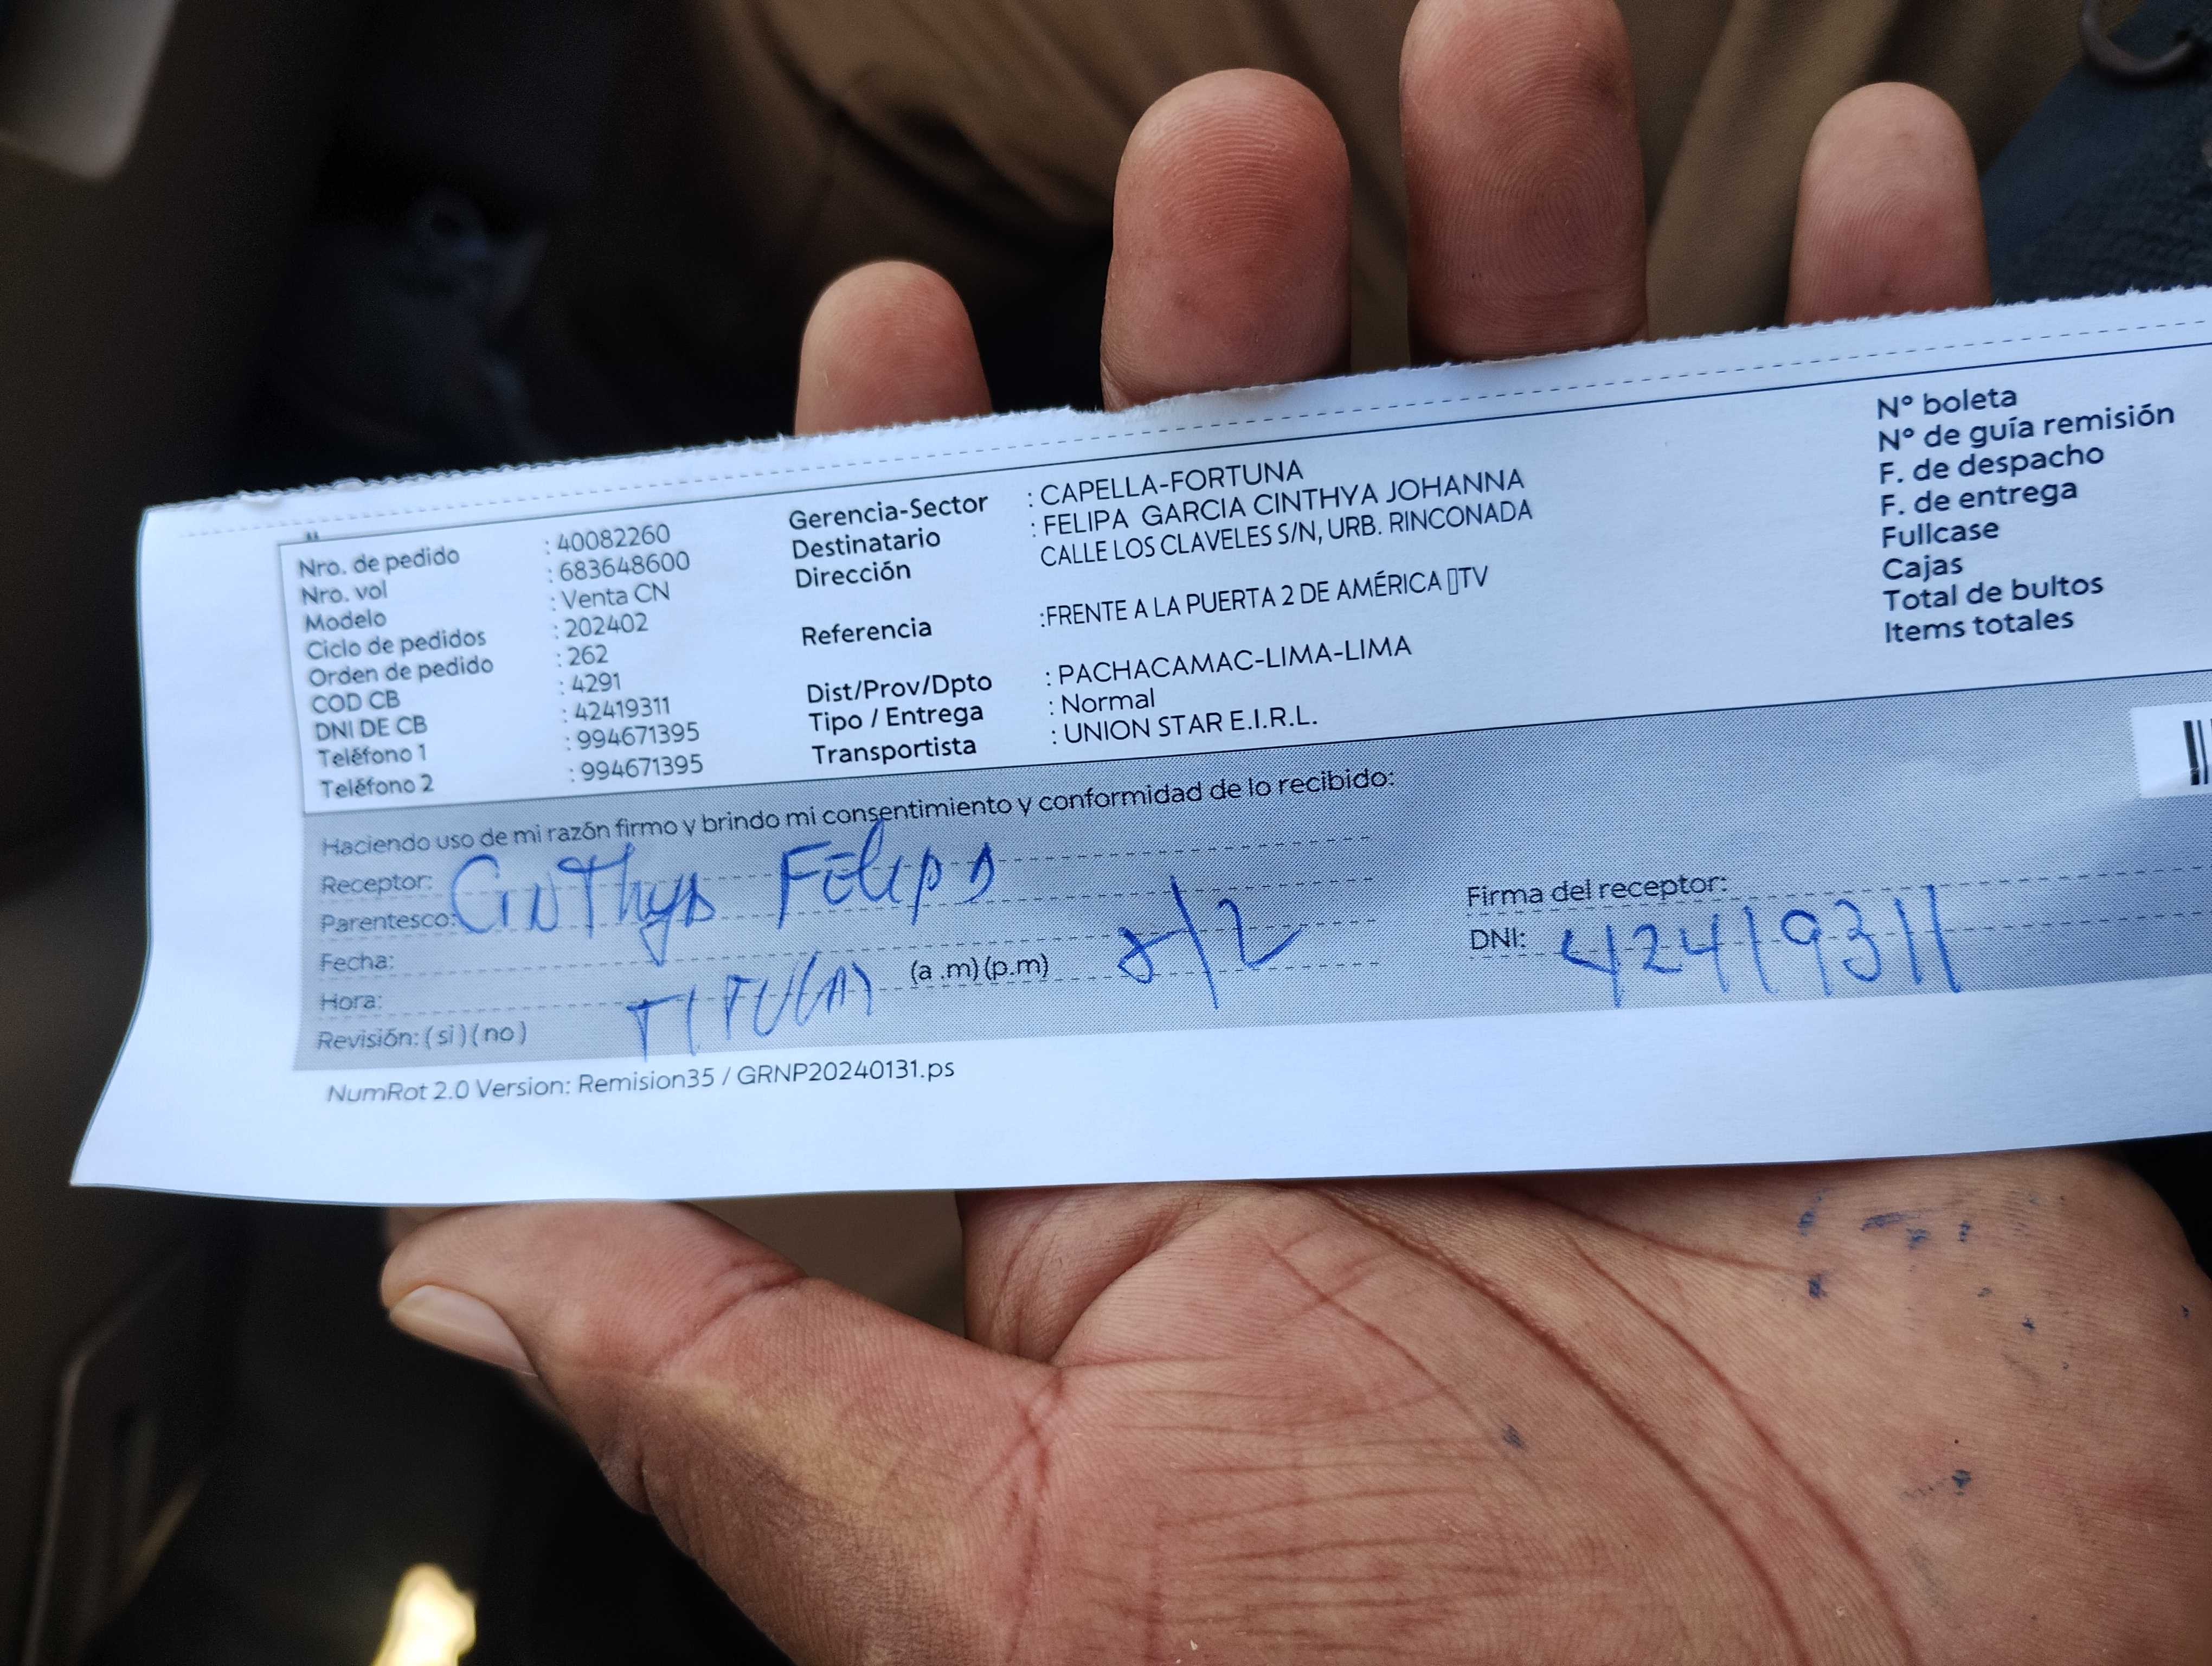 Nro. de pedido : 40082260
Nro. vol : 683648600
Modelo : Venta CN
Ciclo de pedidos : 202402
Orden de pedido : 262
COD CB : 4291
DNI DE CB : 42419311
Teléfono 1 : 994671395
Teléfono 2 : 994671395
Gerencia-Sector : CAPELLA-FORTUNA
Destinatario : FELIPA GARCIA CINTHYA JOHANNA
Dirección CALLE LOS CLAVELES S/N, URB. RINCONADA
Referencia :FRENTE A LA PUERTA 2 DE AMÉRICA ▯TV
Dist/Prov/Dpto : PACHACAMAC-LIMA-LIMA
Tipo / Entrega : Normal
Transportista : UNION STAR E.I.R.L.
N° boleta
N° de guía remisión
F. de despacho
F. de entrega
Fullcase
Cajas
Total de bultos
Items totales
Haciendo uso de mi razón firmo y brindo mi consentimiento y conformidad de lo recibido:
Receptor: CinThya Felipa
Parentesco:
Fecha:
Hora: (a .m)(p.m) 8/2
Revisión: ( si ) ( no ) TITULAR
Firma del receptor:
DNI: 42419311
NumRot 2.0 Version: Remision35 / GRNP20240131.ps